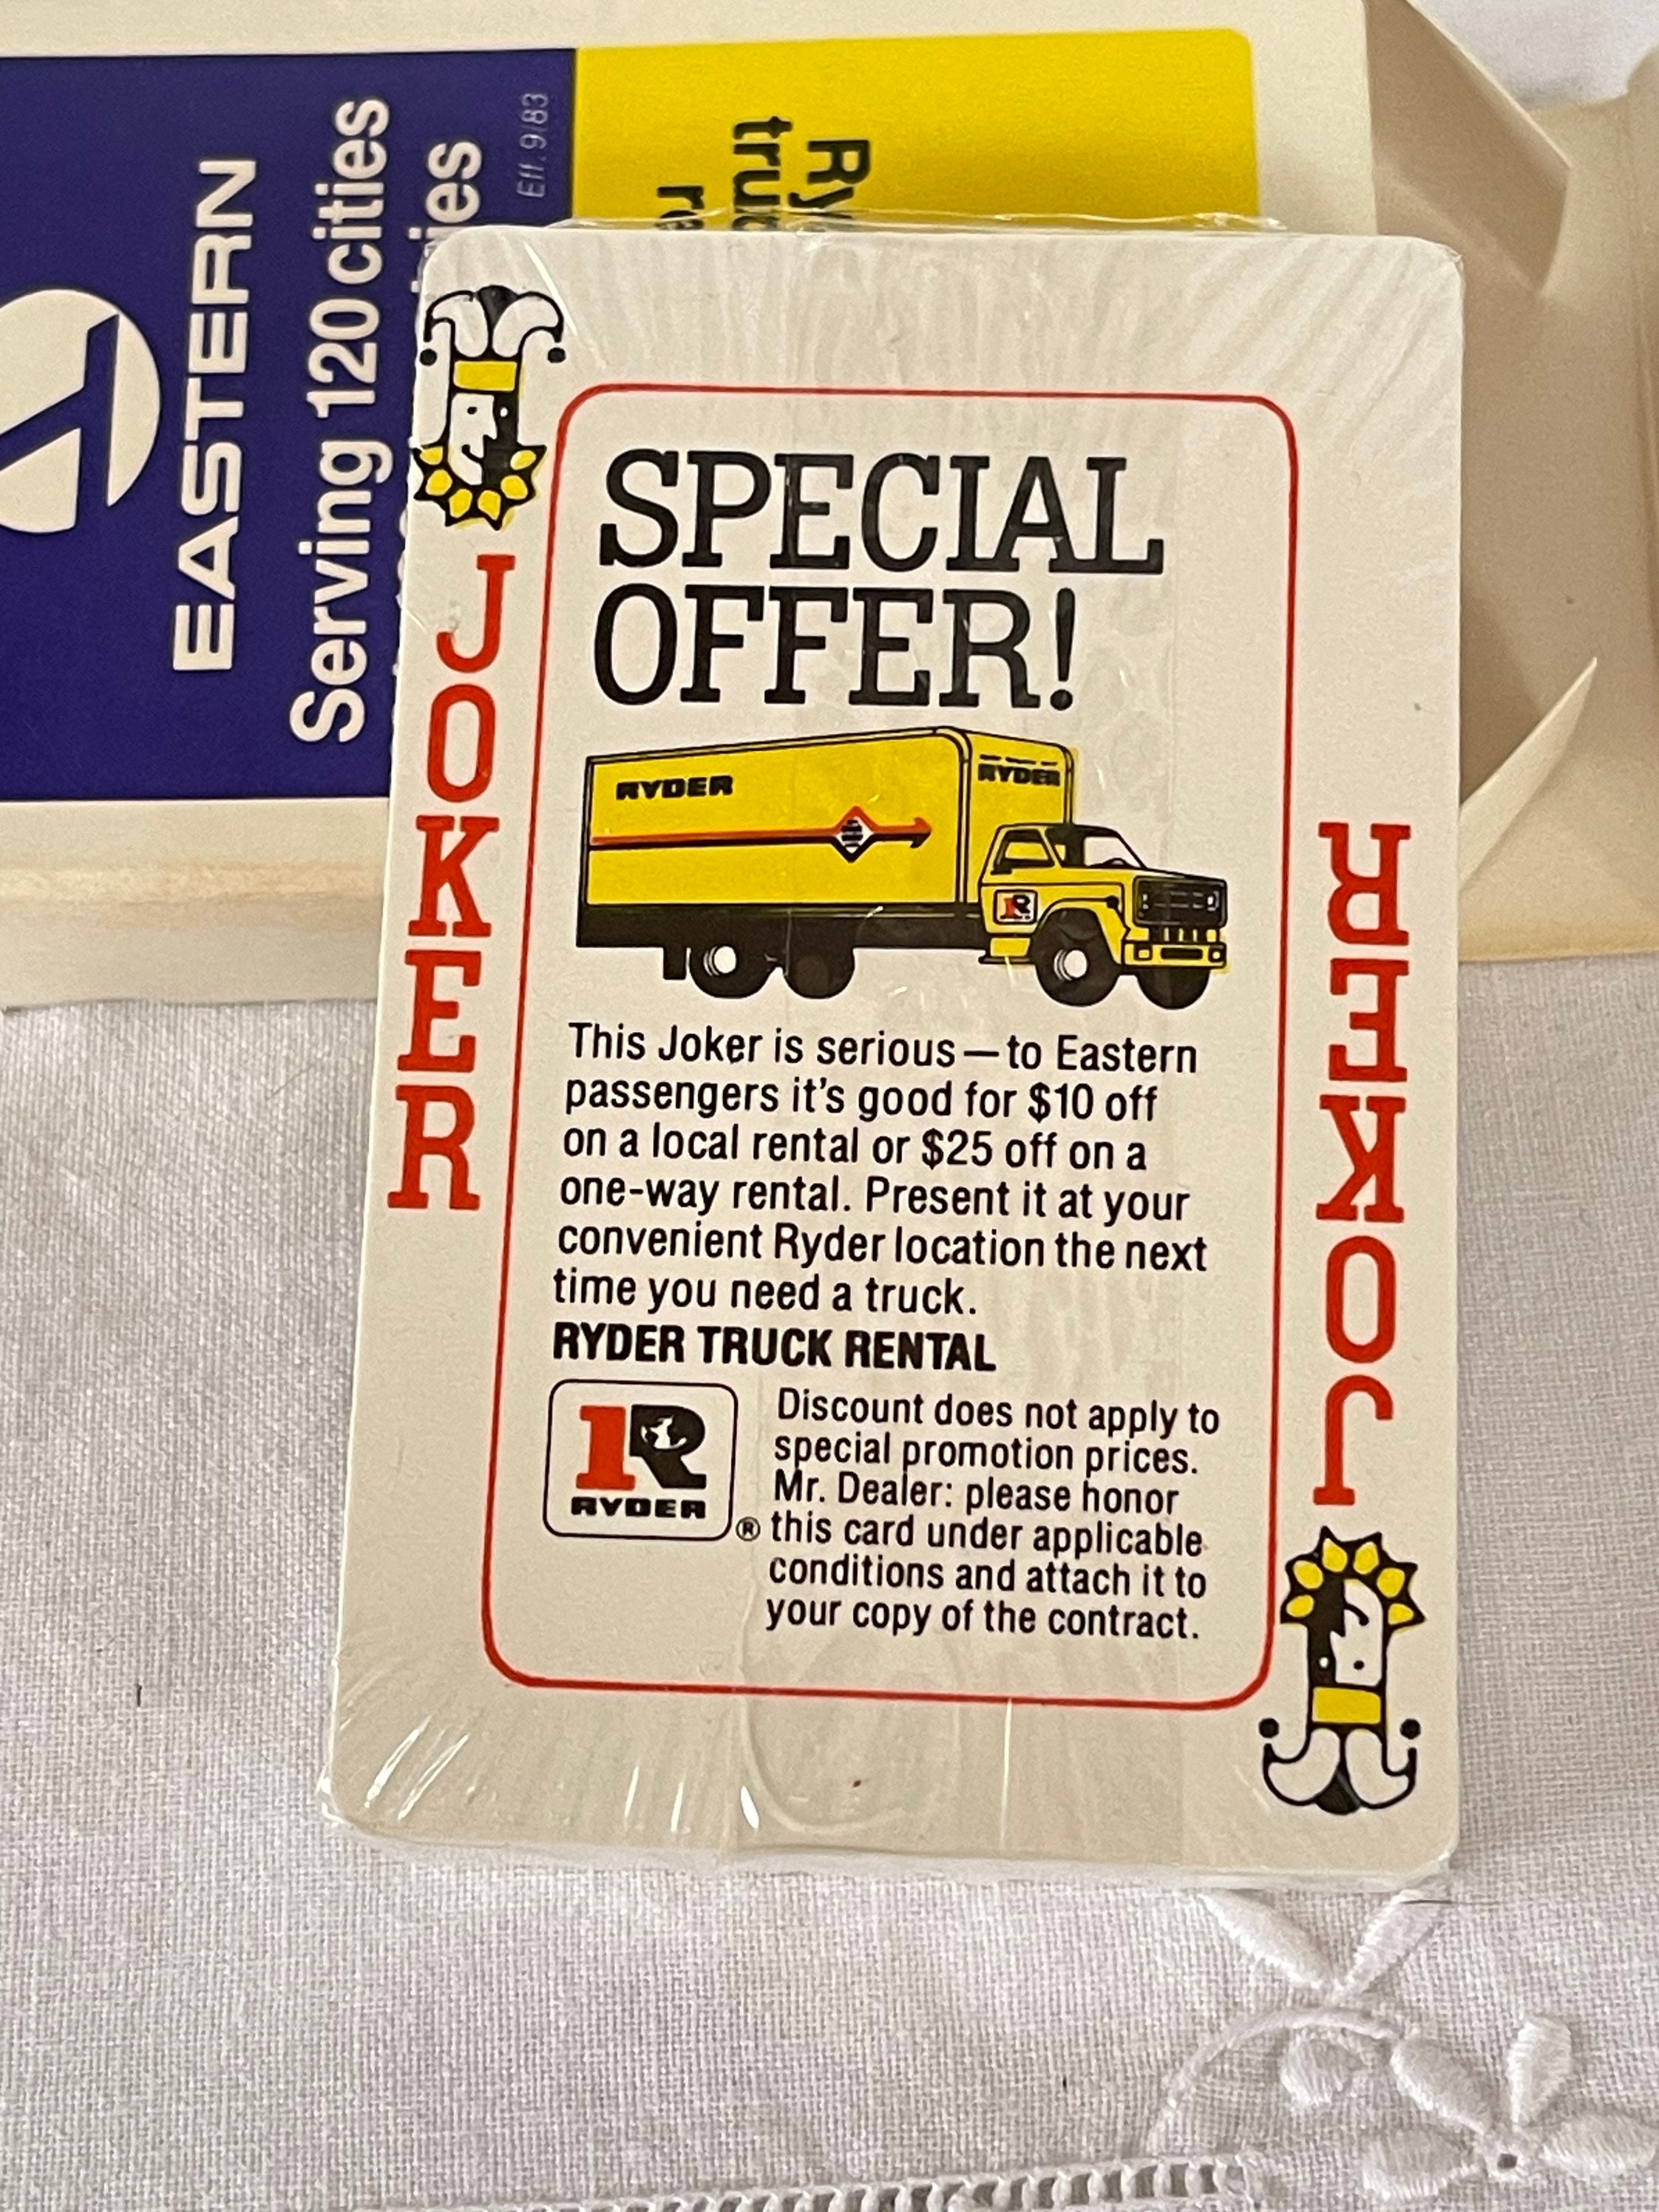 EASTERN
Serving 120 cities
Eff. 9/83
JOKER
SPECIAL
OFFER!
RYDER
RYDER
R
This Joker is serious—to Eastern
passengers it's good for $10 off
on a local rental or $25 off on a
one-way rental. Present it at your
convenient Ryder location the next
time you need a truck.
RYDER TRUCK RENTAL
1R
RYDER
®
Discount does not apply to
special promotion prices.
Mr. Dealer: please honor
this card under applicable
conditions and attach it to
your copy of the contract.
JOKER